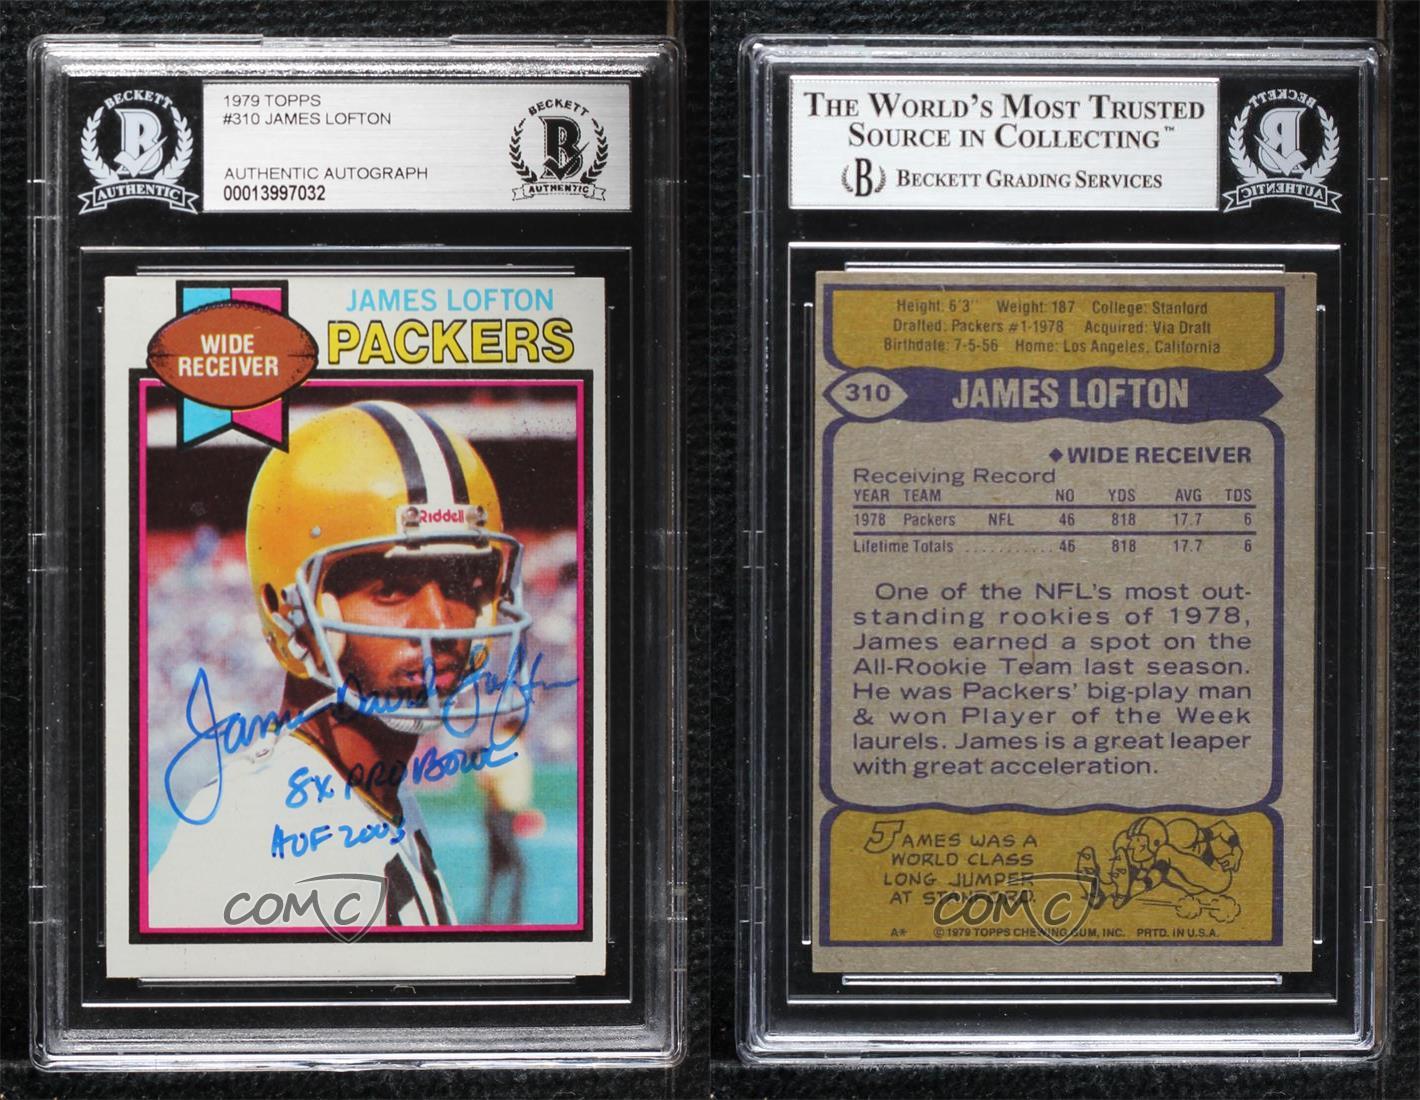 BECKETT
B
AUTHENTIC
1979 TOPPS
#310 JAMES LOFTON
AUTHENTIC AUTOGRAPH
00013997032
BECKETT
B
AUTHENTIC
JAMES LOFTON
PACKERS
WIDE
RECEIVER
Riddell
James David Lofton
8X PRO BOWL
HOF 2003
COMC
THE WORLD'S MOST TRUSTED
SOURCE IN COLLECTING™
B BECKETT GRADING SERVICES
BECKETT
B
AUTHENTIC
Height: 6'3" Weight: 187 College: Stanford
Drafted: Packers #1-1978 Acquired: Via Draft
Birthdate: 7-5-56 Home: Los Angeles, California
310 JAMES LOFTON
◆WIDE RECEIVER
Receiving Record
YEAR TEAM NO YDS AVG TDS
1978 Packers NFL 46 818 17.7 6
Lifetime Totals ............ 46 818 17.7 6
One of the NFL's most out-
standing rookies of 1978,
James earned a spot on the
All-Rookie Team last season.
He was Packers' big-play man
& won Player of the Week
laurels. James is a great leaper
with great acceleration.
JAMES WAS A
WORLD CLASS
LONG JUMPER
AT STANFORD.
COMC
A* © 1979 TOPPS CHEWING GUM, INC. PRTD. IN U.S.A.